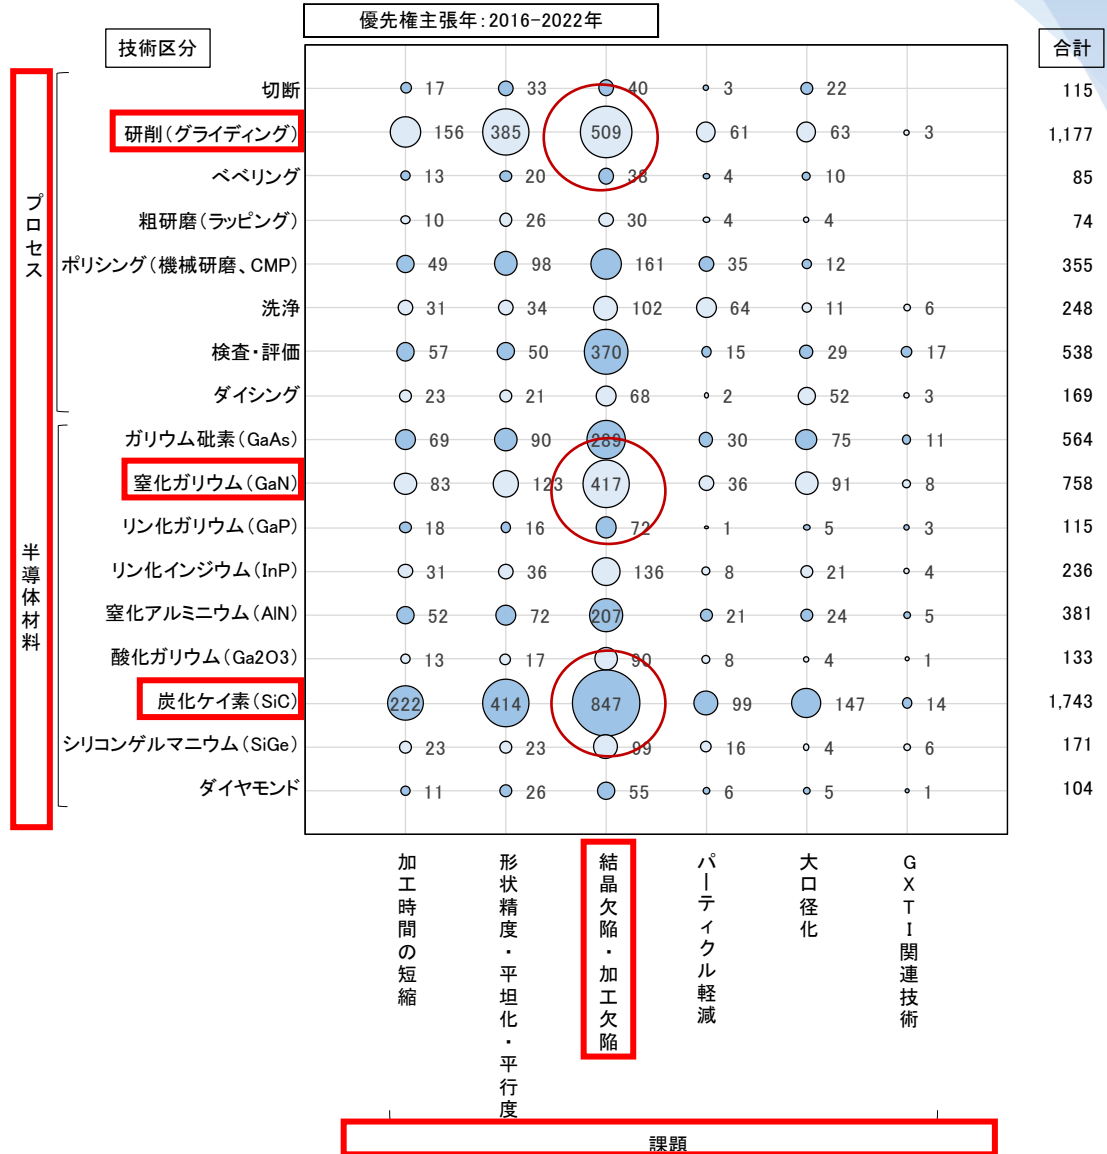 優先権主張年:2016-2022年
技術区分
合計
プロセス
切断 17 33 40 3 22 115
研削(グライディング) 156 385 509 61 63 3 1,177
ベベリング 13 20 38 4 10 85
粗研磨(ラッピング) 10 26 30 4 4 74
ポリシング(機械研磨、CMP) 49 98 161 35 12 355
洗浄 31 34 102 64 11 6 248
検査・評価 57 50 370 15 29 17 538
ダイシング 23 21 68 2 52 3 169
半導体材料
ガリウム砒素(GaAs) 69 90 289 30 75 11 564
窒化ガリウム(GaN) 83 123 417 36 91 8 758
リン化ガリウム(GaP) 18 16 72 1 5 3 115
リン化インジウム(InP) 31 36 136 8 21 4 236
窒化アルミニウム(AlN) 52 72 207 21 24 5 381
酸化ガリウム(Ga2O3) 13 17 90 8 4 1 133
炭化ケイ素(SiC) 222 414 847 99 147 14 1,743
シリコンゲルマニウム(SiGe) 23 23 99 16 4 6 171
ダイヤモンド 11 26 55 6 5 1 104
加工時間の短縮
形状精度・平坦化・平行度
結晶欠陥・加工欠陥
パーティクル軽減
大口径化
GXTI関連技術
課題